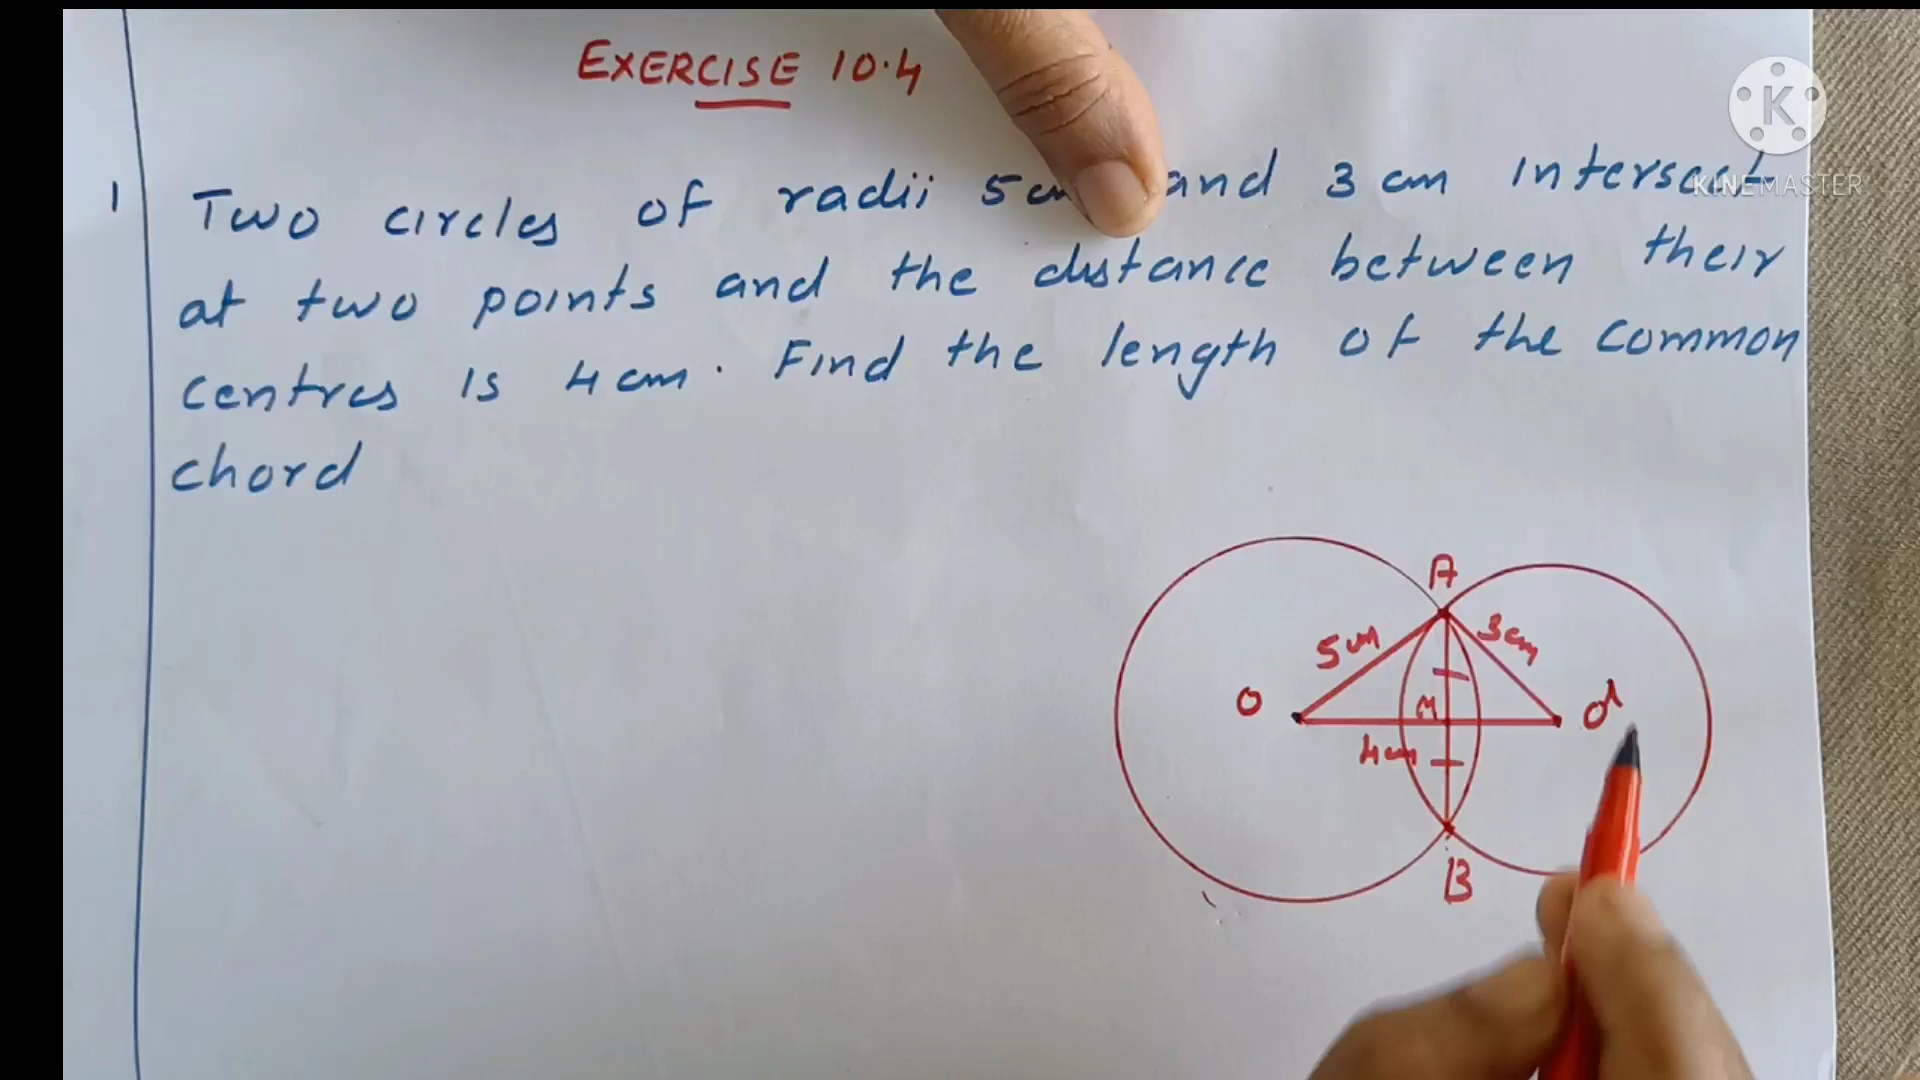 EXERCISE 10.4
1 Two circles of radii 5cm and 3 cm intersect
at two points and the distance between their
centres is 4 cm. Find the length of the common
chord
A
5cm 3cm
O M O'
4cm
B
K
KINEMASTER